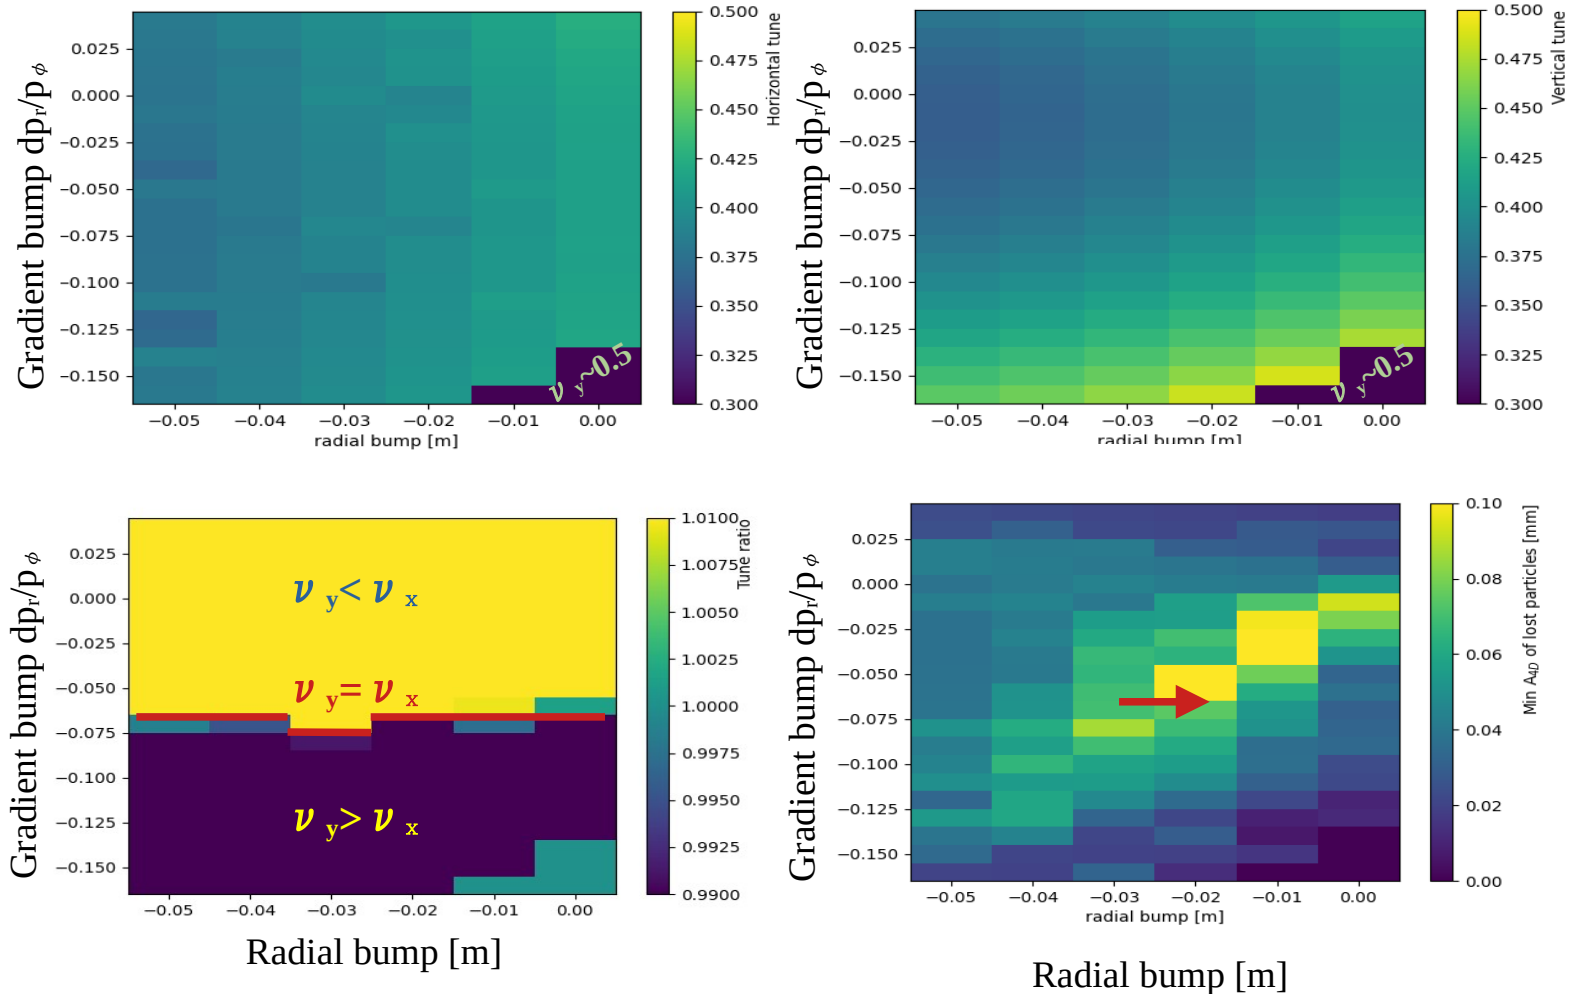 Gradient bump dpr/p ϕ
0.025
0.000
−0.025
−0.050
−0.075
−0.100
−0.125
−0.150
−0.05 −0.04 −0.03 −0.02 −0.01 0.00
radial bump [m]
ν y~0.5
0.500
0.475
0.450
0.425
0.400
0.375
0.350
0.325
0.300
Horizontal tune
Gradient bump dpr/p ϕ
0.025
0.000
−0.025
−0.050
−0.075
−0.100
−0.125
−0.150
−0.05 −0.04 −0.03 −0.02 −0.01 0.00
radial bump [m]
ν y~0.5
0.500
0.475
0.450
0.425
0.400
0.375
0.350
0.325
0.300
Vertical tune
Gradient bump dpr/p ϕ
0.025
0.000
−0.025
−0.050
−0.075
−0.100
−0.125
−0.150
ν y< ν x
ν y= ν x
ν y> ν x
−0.05 −0.04 −0.03 −0.02 −0.01 0.00
Radial bump [m]
1.0100
1.0075
1.0050
1.0025
1.0000
0.9975
0.9950
0.9925
0.9900
Tune ratio
Gradient bump dpr/p ϕ
0.025
0.000
−0.025
−0.050
−0.075
−0.100
−0.125
−0.150
−0.05 −0.04 −0.03 −0.02 −0.01 0.00
radial bump [m]
Radial bump [m]
0.10
0.08
0.06
0.04
0.02
0.00
Min A4D of lost particles [mm]